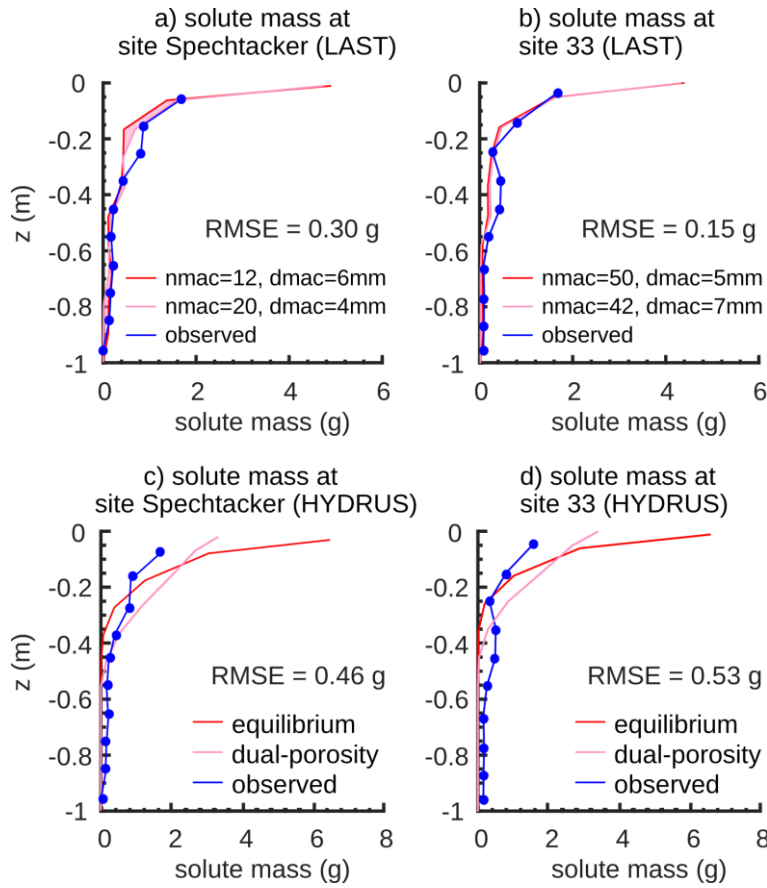 a) solute mass at
site Spechtacker (LAST)
0
-0.2
-0.4
-0.6
-0.8
-1
z (m)
RMSE = 0.30 g
nmac=12, dmac=6mm
nmac=20, dmac=4mm
observed
0 2 4 6
solute mass (g)
b) solute mass at
site 33 (LAST)
0
-0.2
-0.4
-0.6
-0.8
-1
RMSE = 0.15 g
nmac=50, dmac=5mm
nmac=42, dmac=7mm
observed
0 2 4 6
solute mass (g)
c) solute mass at
site Spechtacker (HYDRUS)
0
-0.2
-0.4
-0.6
-0.8
-1
z (m)
RMSE = 0.46 g
equilibrium
dual-porosity
observed
0 2 4 6 8
solute mass (g)
d) solute mass at
site 33 (HYDRUS)
0
-0.2
-0.4
-0.6
-0.8
-1
RMSE = 0.53 g
equilibrium
dual-porosity
observed
0 2 4 6 8
solute mass (g)